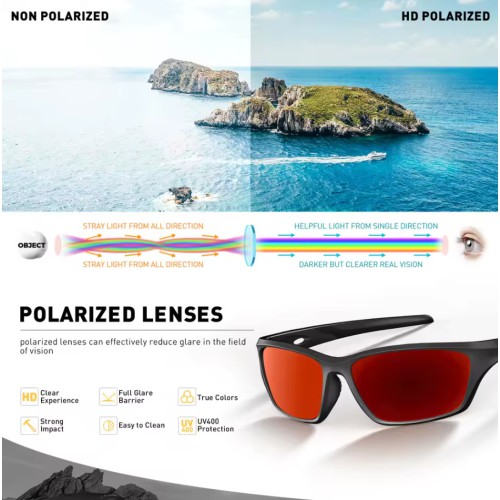 NON POLARIZED
HD POLARIZED
STRAY LIGHT FROM ALL DIRECTION
HELPFUL LIGHT FROM SINGLE DIRECTION
OBJECT
STRAY LIGHT FROM ALL DIRECTION
DARKER BUT CLEARER REAL VISION
POLARIZED LENSES
polarized lenses can effectively reduce glare in the field
of vision
HD
Clear
Experience
Full Glare
Barrier
True Colors
Strong
Impact
Easy to Clean
UV
400
UV400
Protection